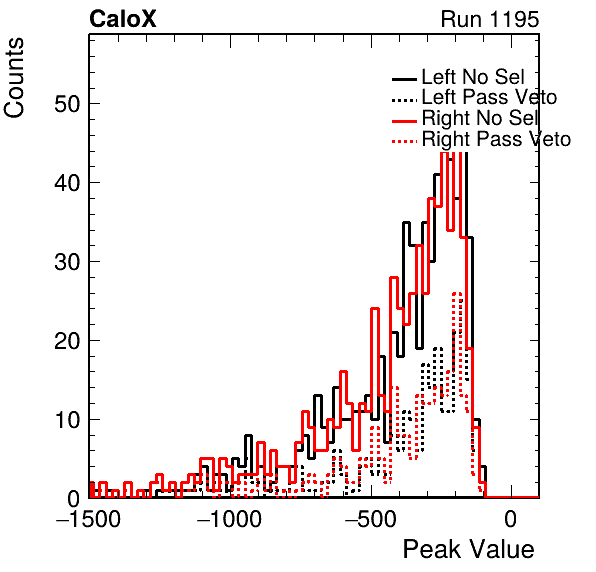 CaloX Run 1195
Counts
Left No Sel
Left Pass Veto
Right No Sel
Right Pass Veto
50
40
30
20
10
0
−1500 −1000 −500 0
Peak Value